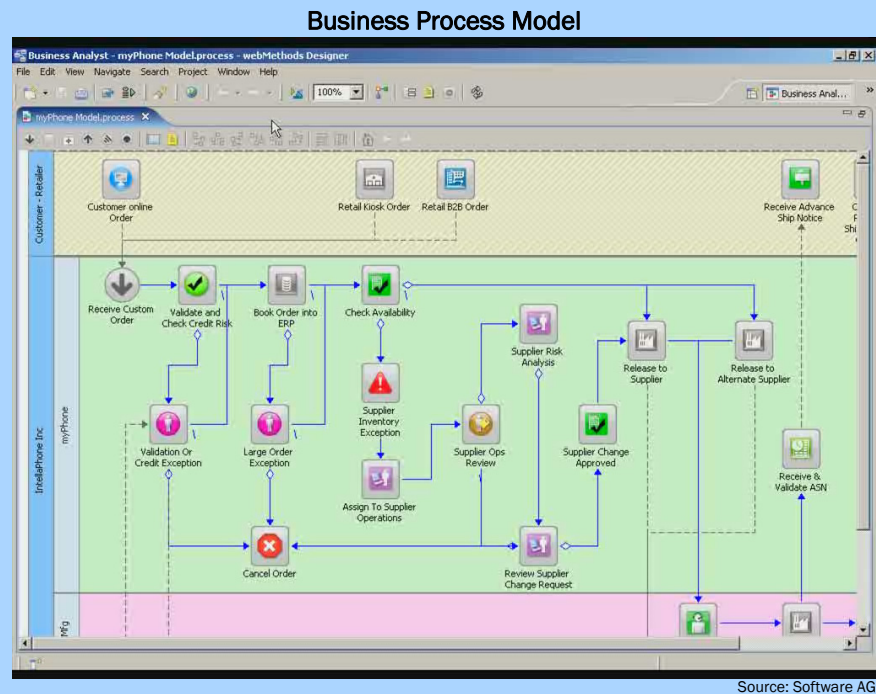 Business Process Model
Business Analyst - myPhone Model.process - webMethods Designer
File Edit View Navigate Search Project Window Help
100%
Business Anal...
»
myPhone Model.process
Customer - Retailer
Customer online
Order
Retail Kiosk Order
Retail B2B Order
Receive Advance
Ship Notice
IntellaPhone Inc
myPhone
Receive Custom
Order
Validate and
Check Credit Risk
Book Order into
ERP
Check Availability
Supplier Risk
Analysis
Release to
Supplier
Release to
Alternate Supplier
Supplier
Inventory
Exception
Validation Or
Credit Exception
Large Order
Exception
Supplier Ops
Review
Supplier Change
Approved
Receive &
Validate ASN
Assign To Supplier
Operations
Cancel Order
Review Supplier
Change Request
Mfg
Source: Software AG